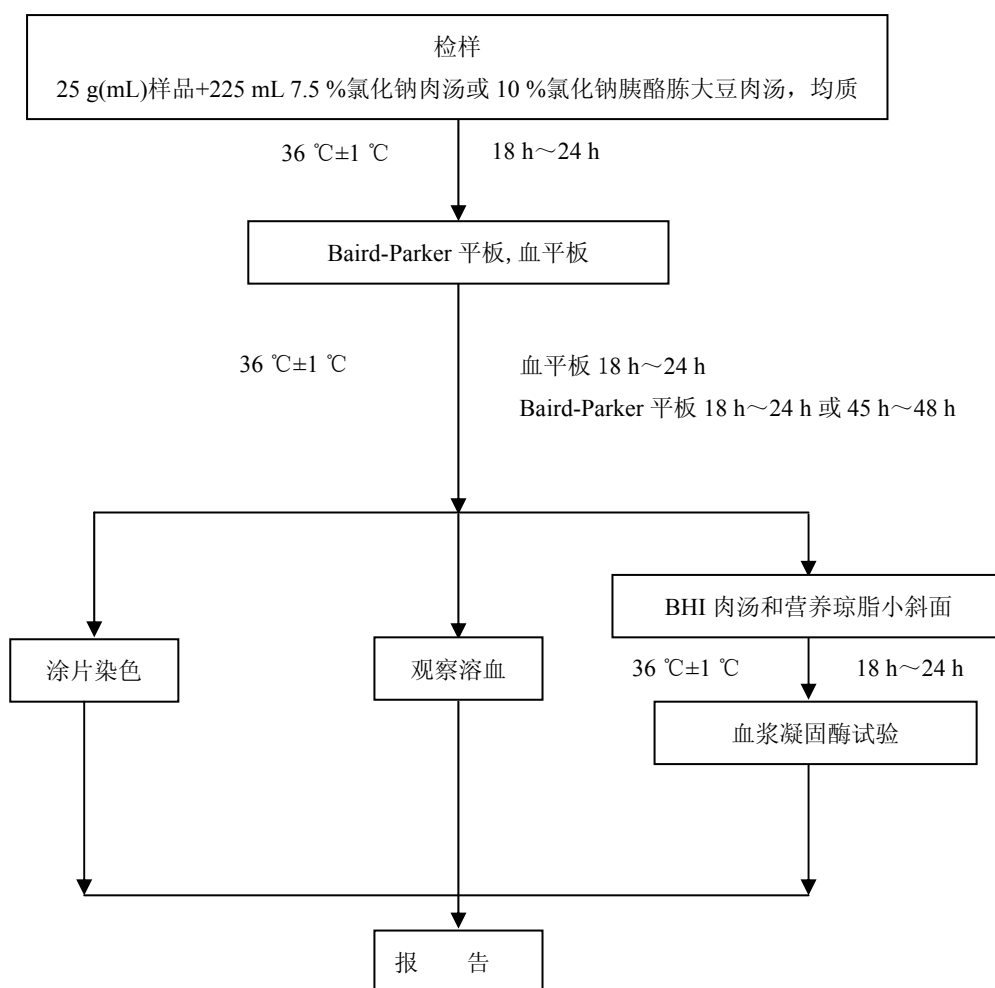 检样
25 g(mL)样品+225 mL 7.5 %氯化钠肉汤或 10 %氯化钠胰酪胨大豆肉汤，均质
36 ℃±1 ℃
18 h～24 h
Baird-Parker 平板, 血平板
36 ℃±1 ℃
血平板 18 h～24 h
Baird-Parker 平板 18 h～24 h 或 45 h～48 h
BHI 肉汤和营养琼脂小斜面
涂片染色
观察溶血
36 ℃±1 ℃
18 h～24 h
血浆凝固酶试验
报 告